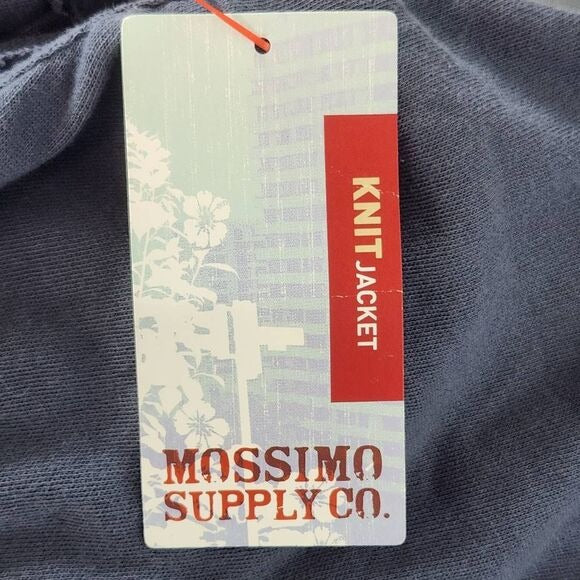 KNIT JACKET
MOSSIMO
SUPPLY CO.